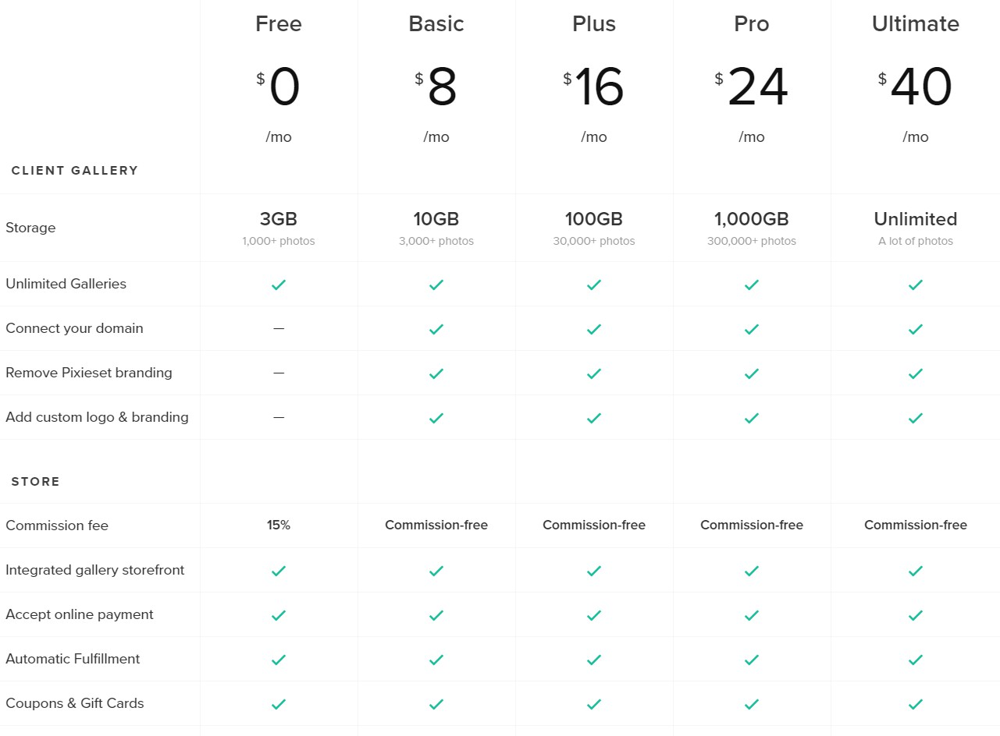 Free Basic Plus Pro Ultimate
$0 $8 $16 $24 $40
/mo /mo /mo /mo /mo
CLIENT GALLERY
Storage 3GB 10GB 100GB 1,000GB Unlimited
1,000+ photos 3,000+ photos 30,000+ photos 300,000+ photos A lot of photos
Unlimited Galleries ✓ ✓ ✓ ✓ ✓
Connect your domain — ✓ ✓ ✓ ✓
Remove Pixieset branding — ✓ ✓ ✓ ✓
Add custom logo & branding — ✓ ✓ ✓ ✓
STORE
Commission fee 15% Commission-free Commission-free Commission-free Commission-free
Integrated gallery storefront ✓ ✓ ✓ ✓ ✓
Accept online payment ✓ ✓ ✓ ✓ ✓
Automatic Fulfillment ✓ ✓ ✓ ✓ ✓
Coupons & Gift Cards ✓ ✓ ✓ ✓ ✓